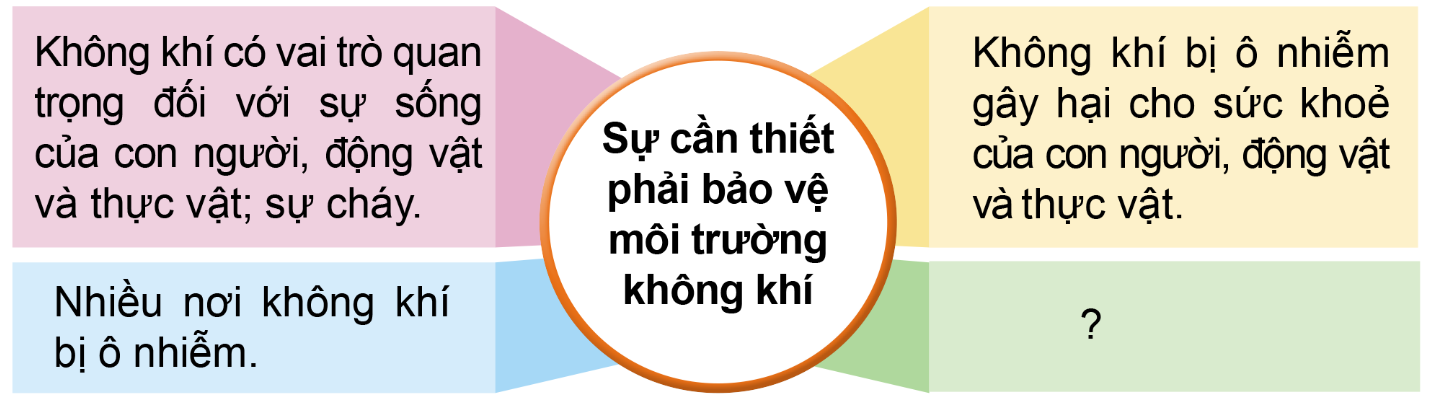 Không khí có vai trò quan
trọng đối với sự sống
của con người, động vật
và thực vật; sự cháy.
Sự cần thiết
phải bảo vệ
môi trường
không khí
Không khí bị ô nhiễm
gây hại cho sức khoẻ
của con người, động vật
và thực vật.
Nhiều nơi không khí
bị ô nhiễm.
?